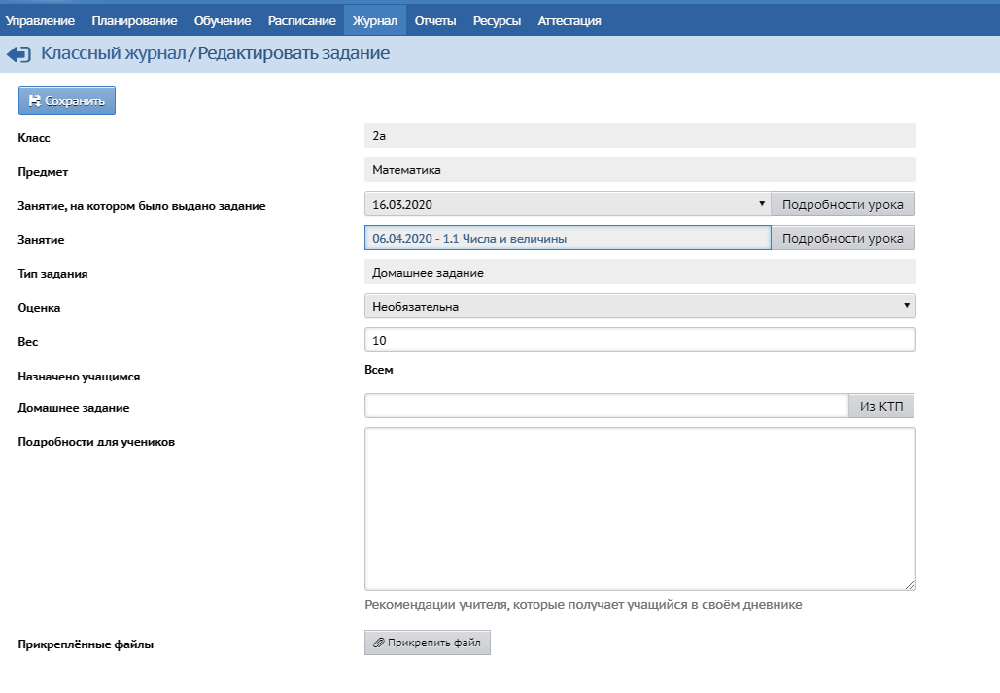 Управление Планирование Обучение Расписание Журнал Отчеты Ресурсы Аттестация
Классный журнал/Редактировать задание
Сохранить
Класс 2а
Предмет Математика
Занятие, на котором было выдано задание 16.03.2020 Подробности урока
Занятие 06.04.2020 - 1.1 Числа и величины Подробности урока
Тип задания Домашнее задание
Оценка Необязательна
Вес 10
Назначено учащимся Всем
Домашнее задание Из КТП
Подробности для учеников
Рекомендации учителя, которые получает учащийся в своём дневнике
Прикреплённые файлы Прикрепить файл